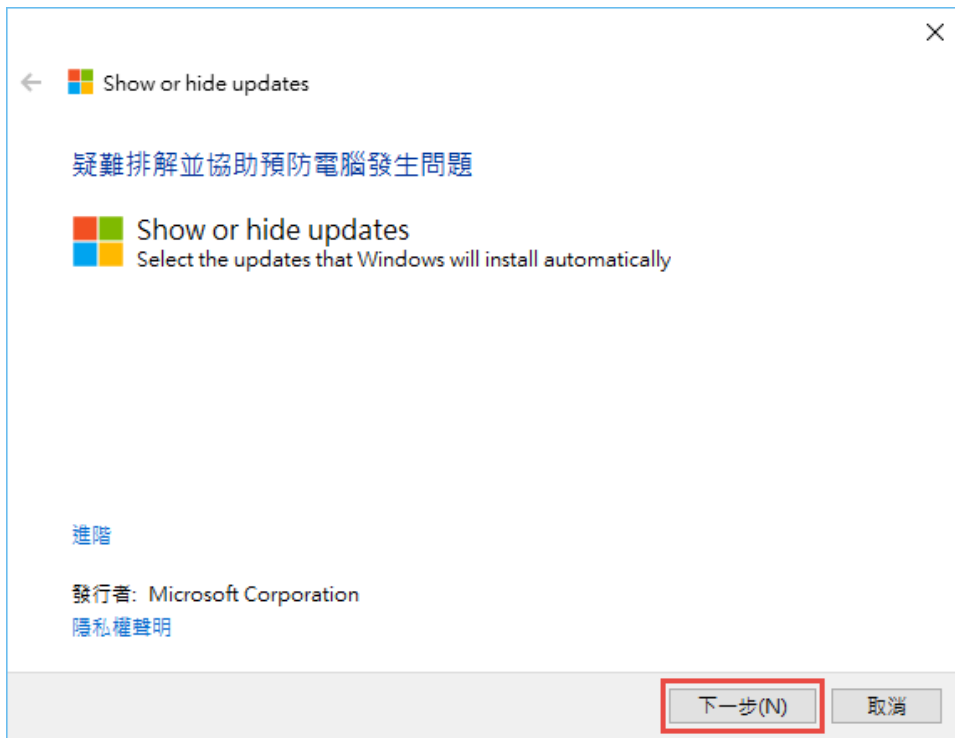 Show or hide updates
疑難排解並協助預防電腦發生問題
Show or hide updates
Select the updates that Windows will install automatically
進階
發行者: Microsoft Corporation
隱私權聲明
下一步(N)
取消